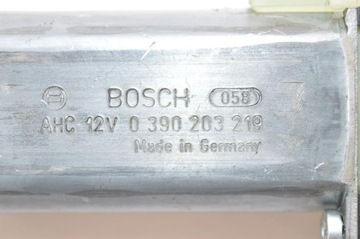 BOSCH 058
AHC 12V 0 390 203 219
Made in Germany